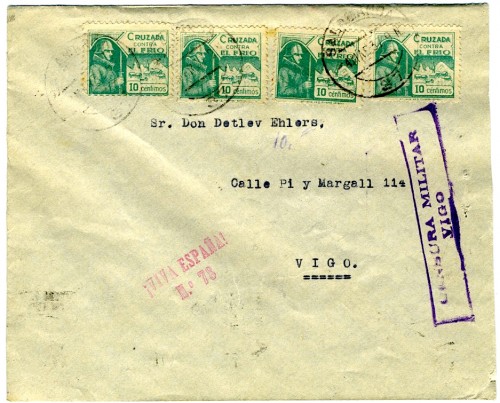 CRUZADA
CONTRA
EL FRIO
10 céntimos
CRUZADA
CONTRA
EL FRIO
10 céntimos
CRUZADA
CONTRA
EL FRIO
10 céntimos
CRUZADA
CONTRA
EL FRIO
10 céntimos
Sr. Don Detlev Ehlers,
10.
Calle Pi y Margall 114
VIGO.
¡VIVA ESPAÑA!
N.º 76
CENSURA MILITAR
VIGO